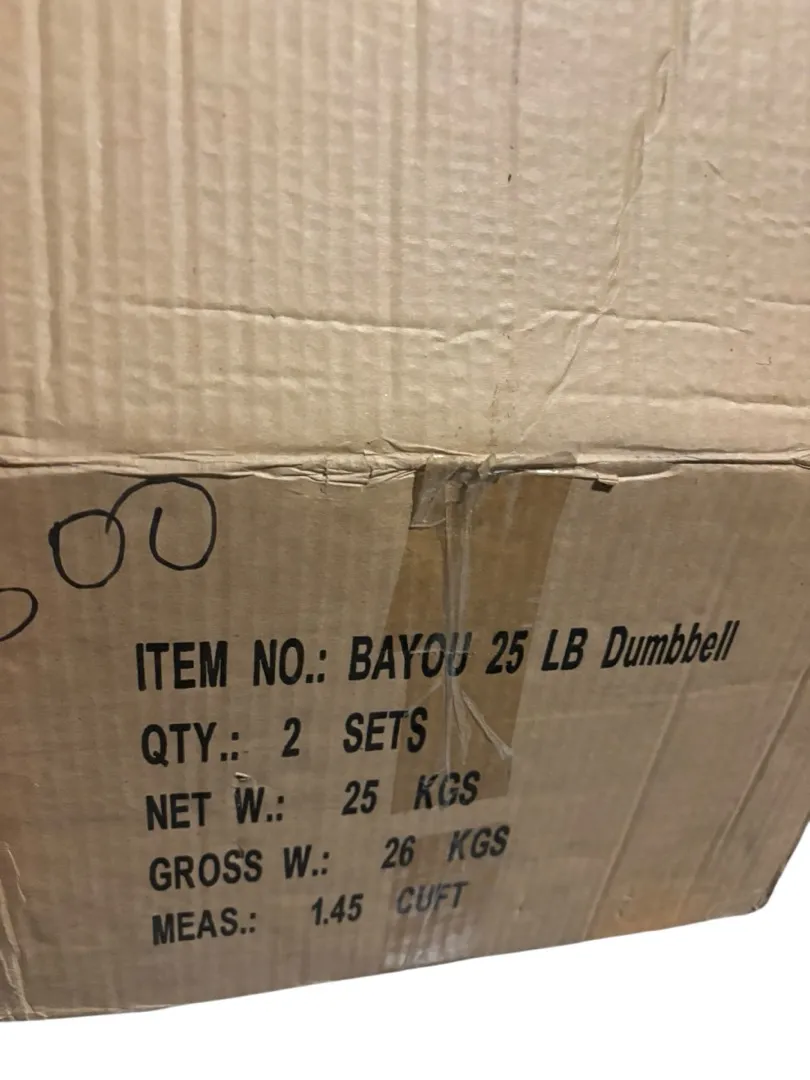 ITEM NO.: BAYOU 25 LB Dumbbell
QTY.: 2 SETS
NET W.: 25 KGS
GROSS W.: 26 KGS
MEAS.: 1.45 CUFT